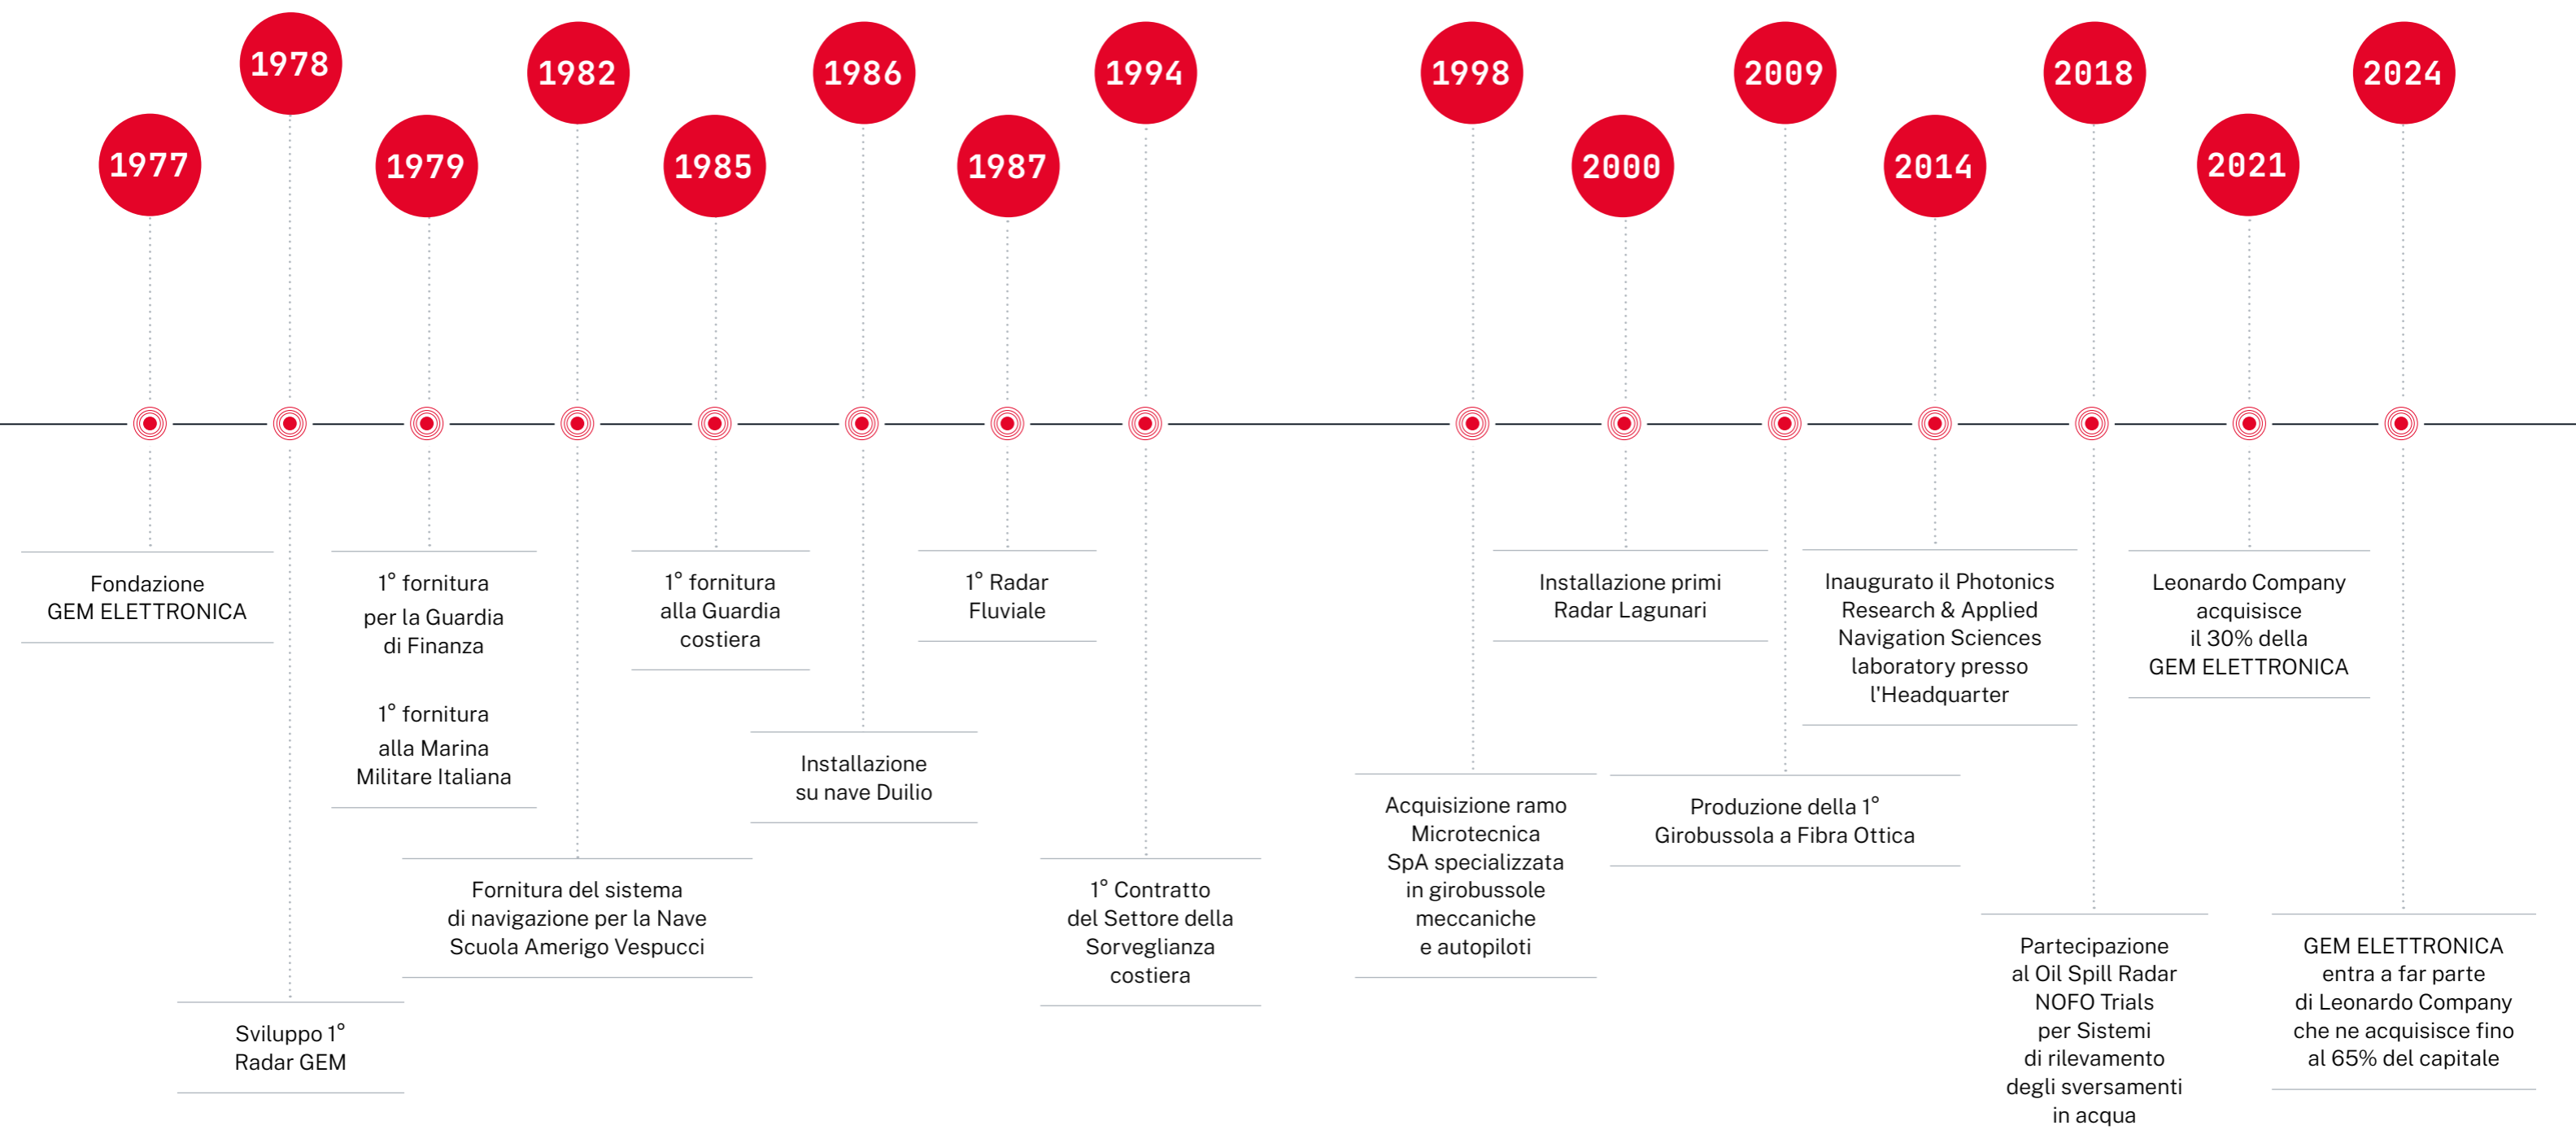 1977
Fondazione
GEM ELETTRONICA
1978
Sviluppo 1°
Radar GEM
1979
1° fornitura
per la Guardia
di Finanza
1° fornitura
alla Marina
Militare Italiana
1982
Fornitura del sistema
di navigazione per la Nave
Scuola Amerigo Vespucci
1985
1° fornitura
alla Guardia
costiera
1986
Installazione
su nave Duilio
1987
1° Radar
Fluviale
1994
1° Contratto
del Settore della
Sorveglianza
costiera
1998
Acquisizione ramo
Microtecnica
SpA specializzata
in girobussole
meccaniche
e autopiloti
2000
Installazione primi
Radar Lagunari
2009
Produzione della 1°
Girobussola a Fibra Ottica
2014
Inaugurato il Photonics
Research & Applied
Navigation Sciences
laboratory presso
l'Headquarter
2018
Partecipazione
al Oil Spill Radar
NOFO Trials
per Sistemi
di rilevamento
degli sversamenti
in acqua
2021
Leonardo Company
acquisisce
il 30% della
GEM ELETTRONICA
2024
GEM ELETTRONICA
entra a far parte
di Leonardo Company
che ne acquisisce fino
al 65% del capitale